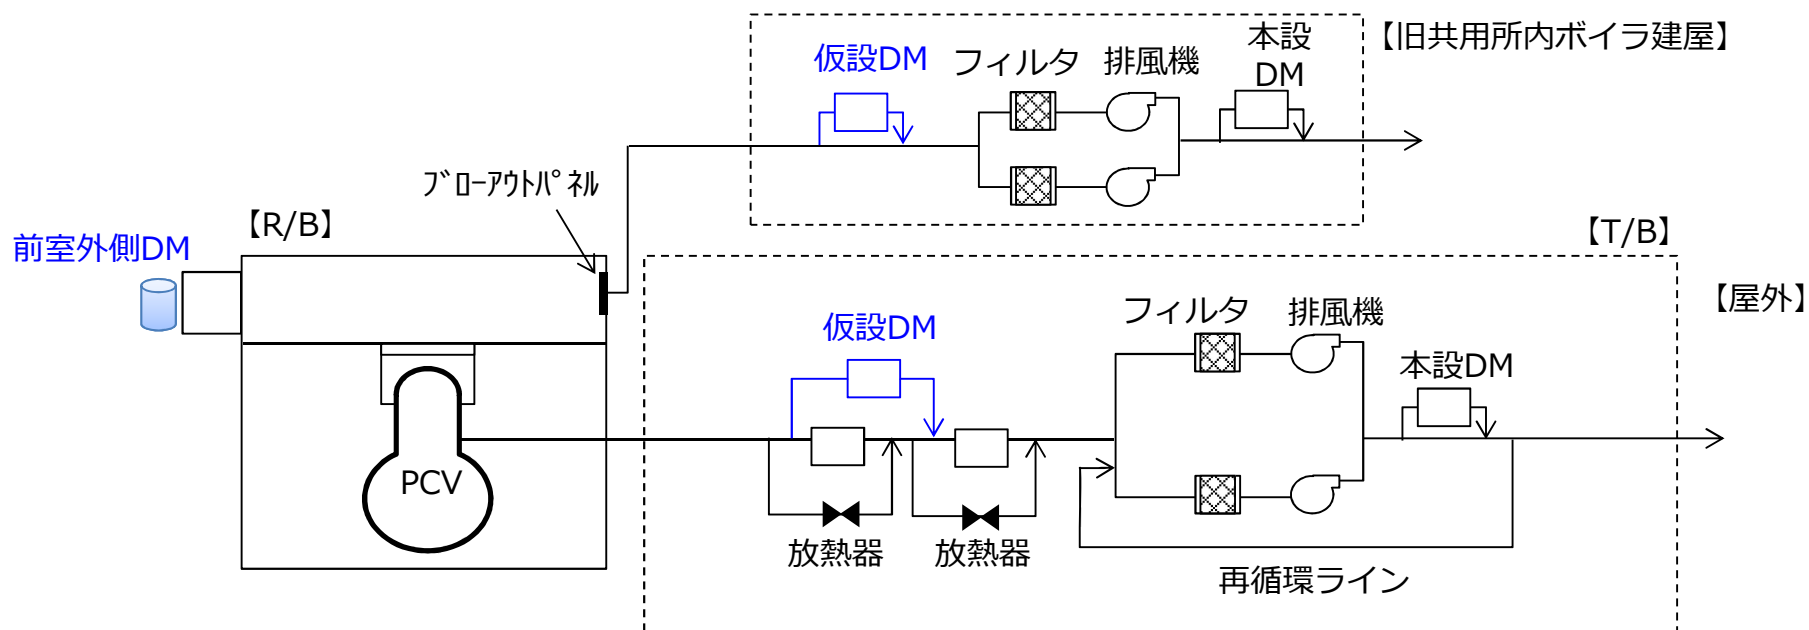 【旧共用所内ボイラ建屋】
仮設DM
フィルタ
排風機
本設
DM
ﾌﾞﾛｰｱｳﾄﾊﾟﾈﾙ
【R/B】
前室外側DM
【T/B】
【屋外】
仮設DM
フィルタ
排風機
本設DM
PCV
放熱器
放熱器
再循環ライン